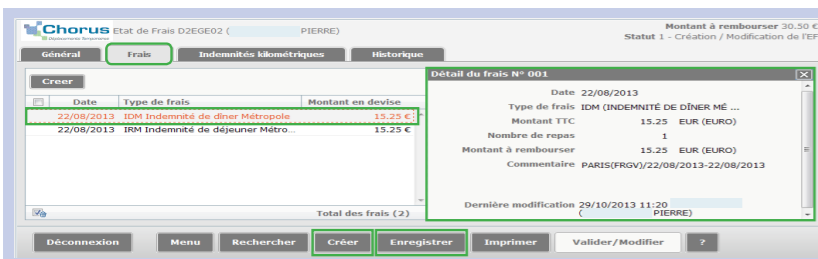 Chorus Etat de Frais D2EGE02 ( PIERRE)
Déplacements Temporaires
Montant à rembourser 30.50 €
Statut 1 - Création / Modification de l'EF
Général Frais Indemnités kilométriques Historique
Creer
Date Type de frais Montant en devise
22/08/2013 IDM Indemnité de dîner Métropole 15.25 €
22/08/2013 IRM Indemnité de déjeuner Métro... 15.25 €
Total des frais (2)
Détail du frais N° 001
Date 22/08/2013
Type de frais IDM (INDEMNITÉ DE DÎNER MÉ ...
Montant TTC 15.25 EUR (EURO)
Nombre de repas 1
Montant à rembourser 15.25 EUR (EURO)
Commentaire PARIS(FRGV)/22/08/2013-22/08/2013
Dernière modification 29/10/2013 11:20
( PIERRE)
Déconnexion Menu Rechercher Créer Enregistrer Imprimer Valider/Modifier ?